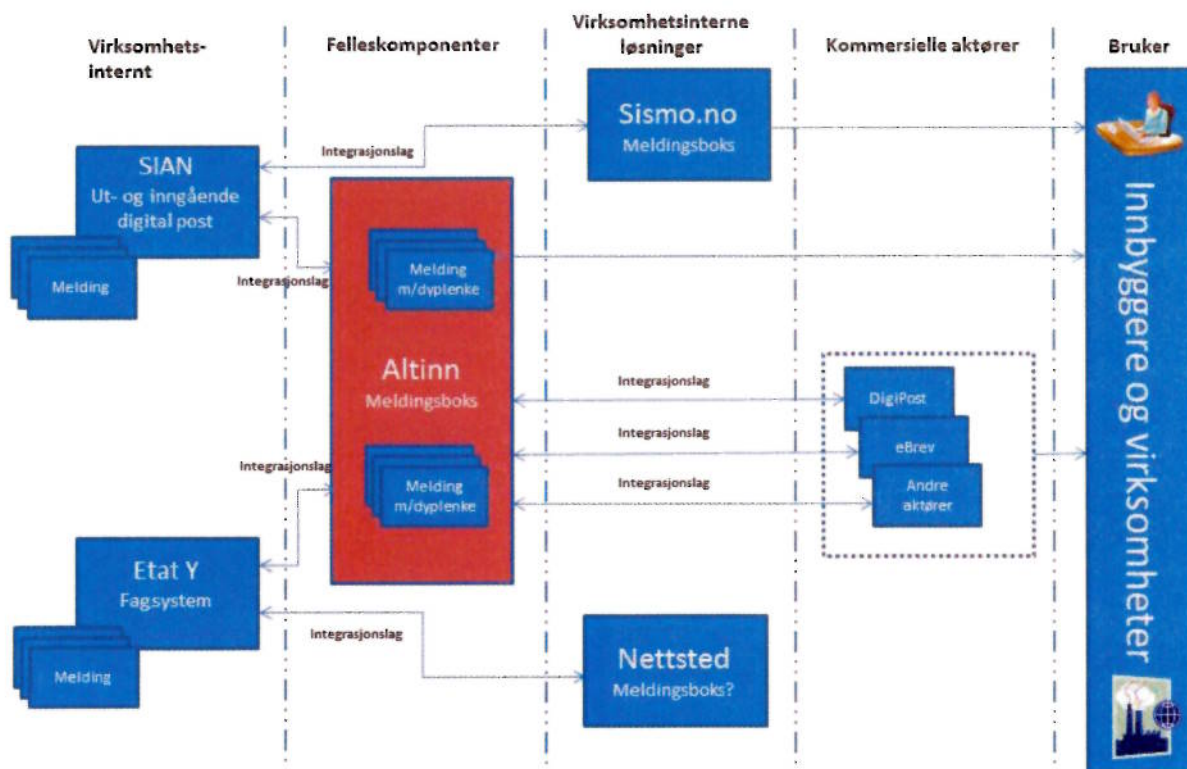 Virksomhets-
internt
Felleskomponenter
Virksomhetsinterne
løsninger
Kommersielle aktører
Bruker
Sismo.no
Meldingsboks
Integrasjonslag
SIAN
Ut- og inngående
digital post
Melding
Integrasjonslag
Melding
m/dyplenke
Altinn
Meldingsboks
Integrasjonslag
DigiPost
Integrasjonslag
eBrev
Integrasjonslag
Andre
aktører
Integrasjonslag
Melding
m/dyplenke
Etat Y
Fagsystem
Melding
Integrasjonslag
Nettsted
Meldingsboks?
Innbyggere og virksomheter